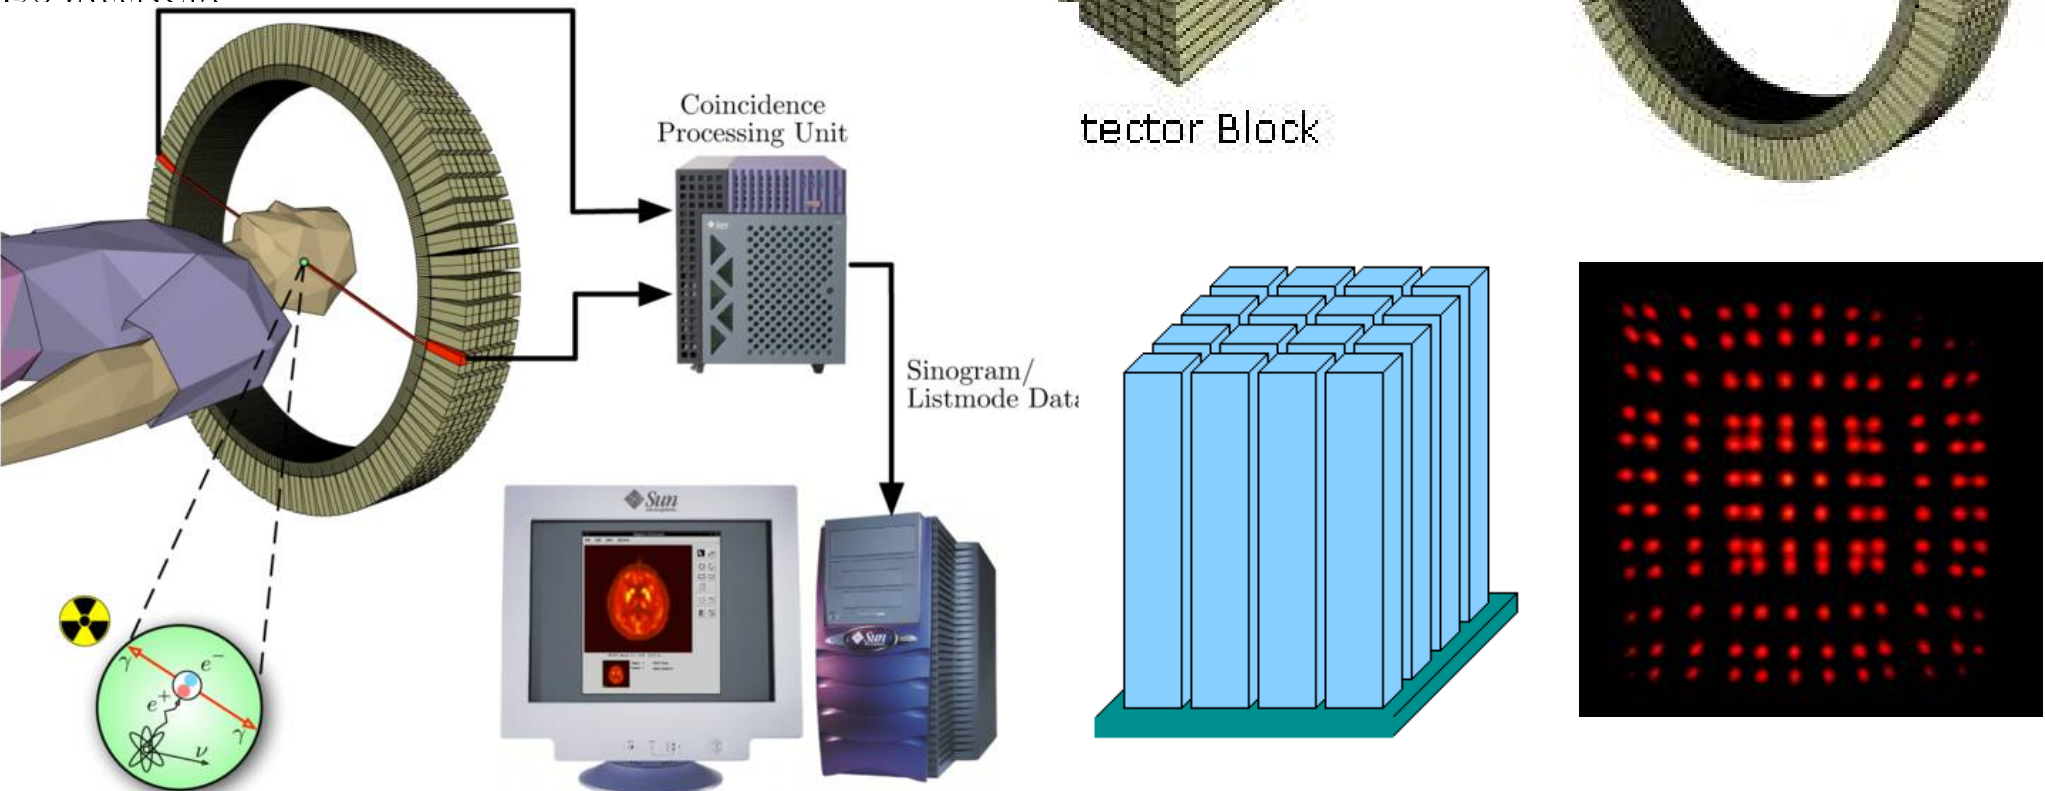 Coincidence
Processing Unit
tector Block
Sinogram/
Listmode Data
Sun
Sun
γ
e⁻
e⁺
γ
ν